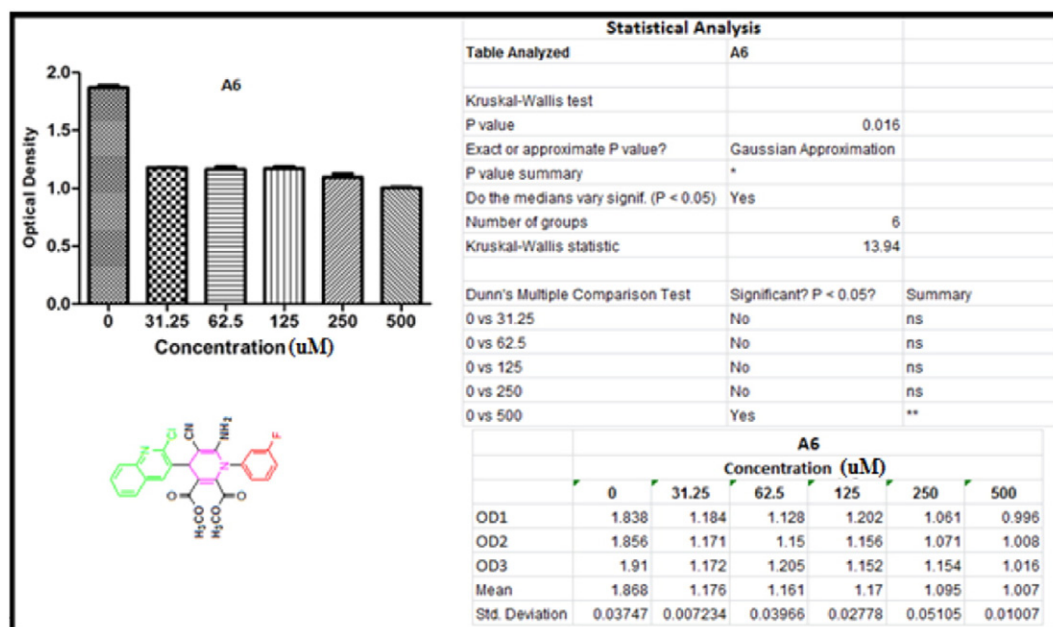 A6
Optical Density
2.0
1.5
1.0
0.5
0.0
0 31.25 62.5 125 250 500
Concentration (uM)
N
Cl
CN
NH₂
N
F
O
O
O
O
H₃C
CH₃
Statistical Analysis
Table Analyzed A6
Kruskal-Wallis test
P value 0.016
Exact or approximate P value? Gaussian Approximation
P value summary *
Do the medians vary signif. (P < 0.05) Yes
Number of groups 6
Kruskal-Wallis statistic 13.94
Dunn's Multiple Comparison Test Significant? P < 0.05? Summary
0 vs 31.25 No ns
0 vs 62.5 No ns
0 vs 125 No ns
0 vs 250 No ns
0 vs 500 Yes **
A6
Concentration (uM)
0 31.25 62.5 125 250 500
OD1 1.838 1.184 1.128 1.202 1.061 0.996
OD2 1.856 1.171 1.15 1.156 1.071 1.008
OD3 1.91 1.172 1.205 1.152 1.154 1.016
Mean 1.868 1.176 1.161 1.17 1.095 1.007
Std. Deviation 0.03747 0.007234 0.03966 0.02778 0.05105 0.01007